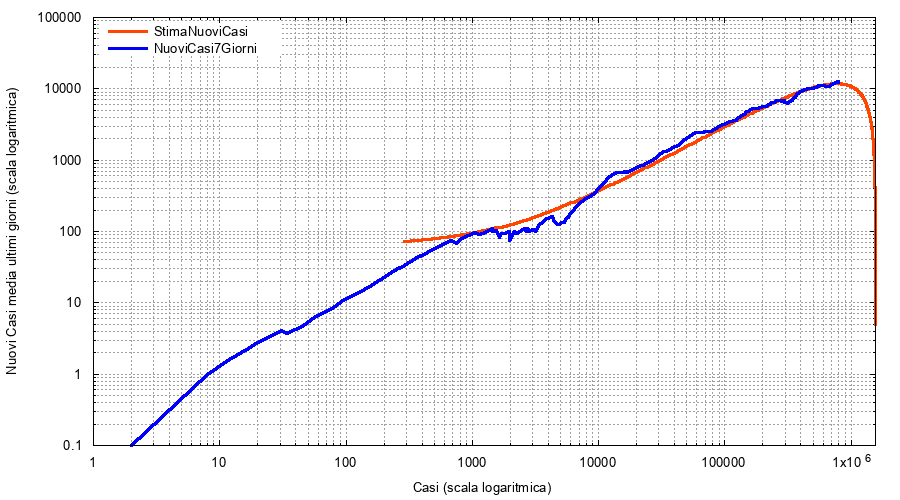 100000
10000
1000
100
10
1
0.1
StimaNuoviCasi
NuoviCasi7Giorni
Nuovi Casi media ultimi giorni (scala logaritmica)
1 10 100 1000 10000 100000 1x10 6
Casi (scala logaritmica)